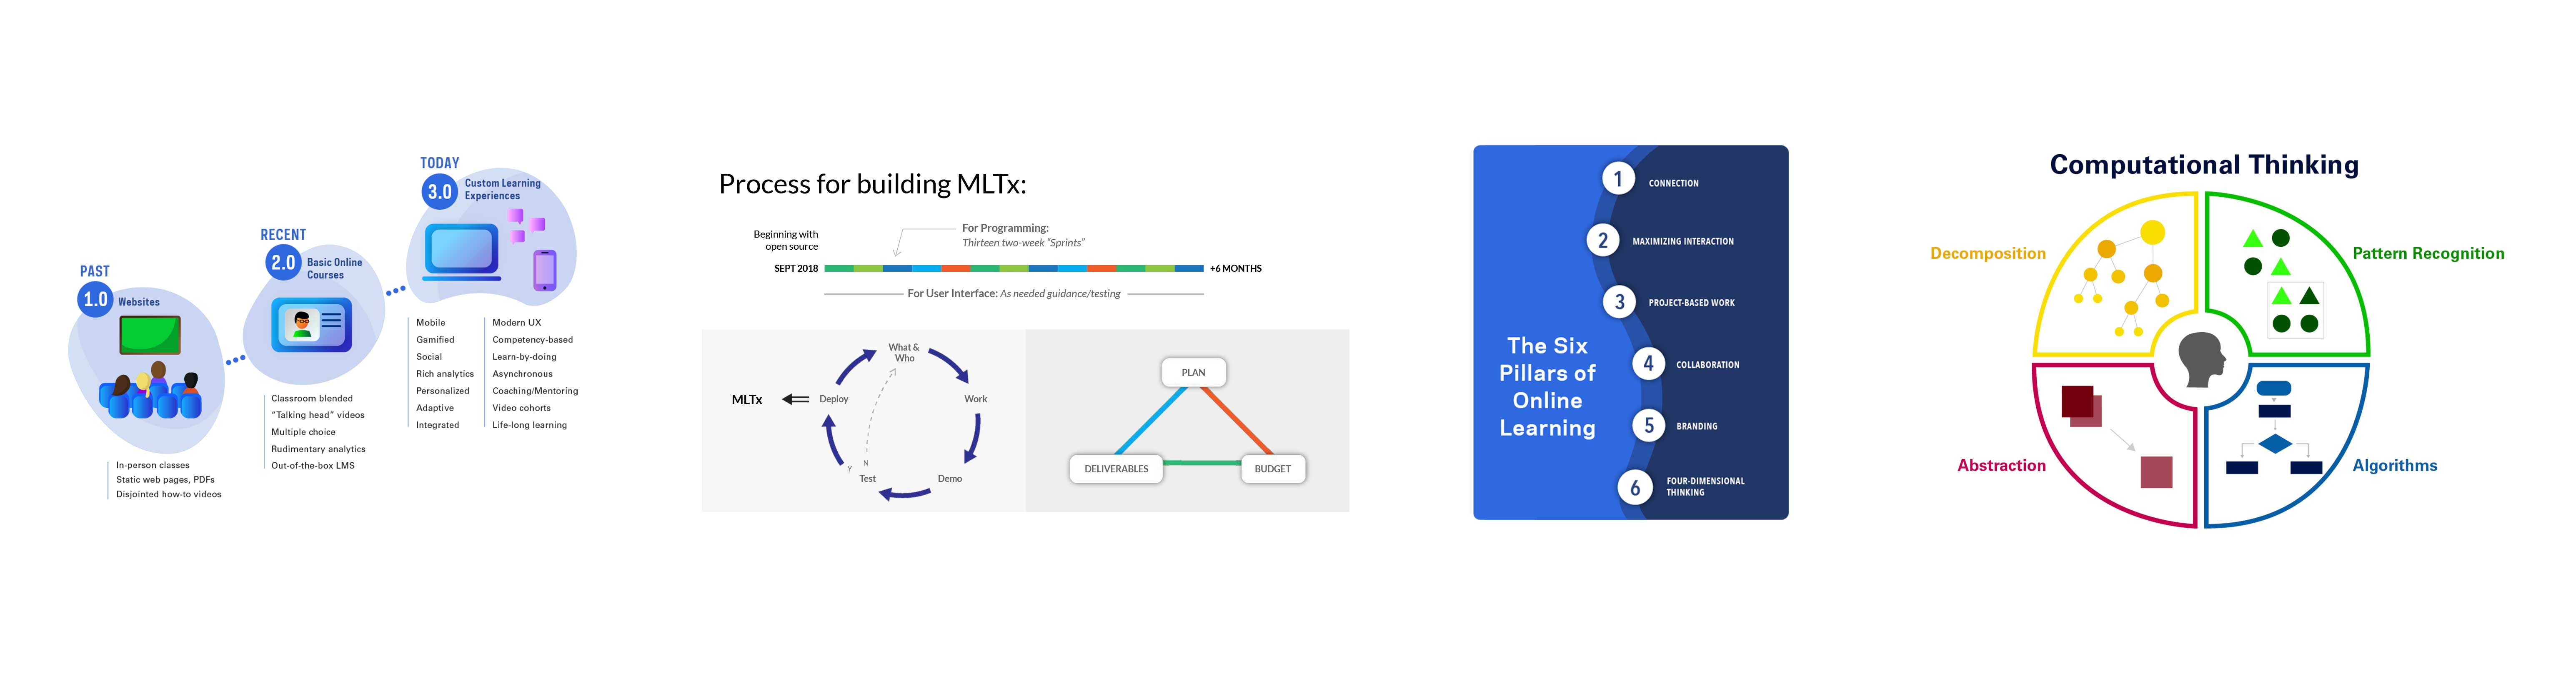 PAST
1.0 Websites
In-person classes
Static web pages, PDFs
Disjointed how-to videos
RECENT
2.0 Basic Online
Courses
Classroom blended
“Talking head” videos
Multiple choice
Rudimentary analytics
Out-of-the-box LMS
TODAY
3.0 Custom Learning
Experiences
Mobile
Gamified
Social
Rich analytics
Personalized
Adaptive
Integrated
Modern UX
Competency-based
Learn-by-doing
Asynchronous
Coaching/Mentoring
Video cohorts
Life-long learning
Process for building MLTx:
Beginning with
open source
For Programming:
Thirteen two-week “Sprints”
SEPT 2018
+6 MONTHS
For User Interface: As needed guidance/testing
What &
Who
Work
Demo
Test
Y
N
Deploy
MLTx
PLAN
DELIVERABLES
BUDGET
The Six
Pillars of
Online
Learning
1 CONNECTION
2 MAXIMIZING INTERACTION
3 PROJECT-BASED WORK
4 COLLABORATION
5 BRANDING
6 FOUR-DIMENSIONAL
THINKING
Computational Thinking
Decomposition
Pattern Recognition
Abstraction
Algorithms